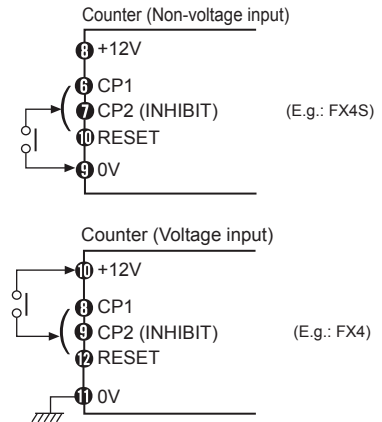 Counter (Non-voltage input)
8 +12V
6 CP1
7 CP2 (INHIBIT)
(E.g.: FX4S)
10 RESET
9 0V
Counter (Voltage input)
10 +12V
8 CP1
9 CP2 (INHIBIT)
(E.g.: FX4)
12 RESET
11 0V